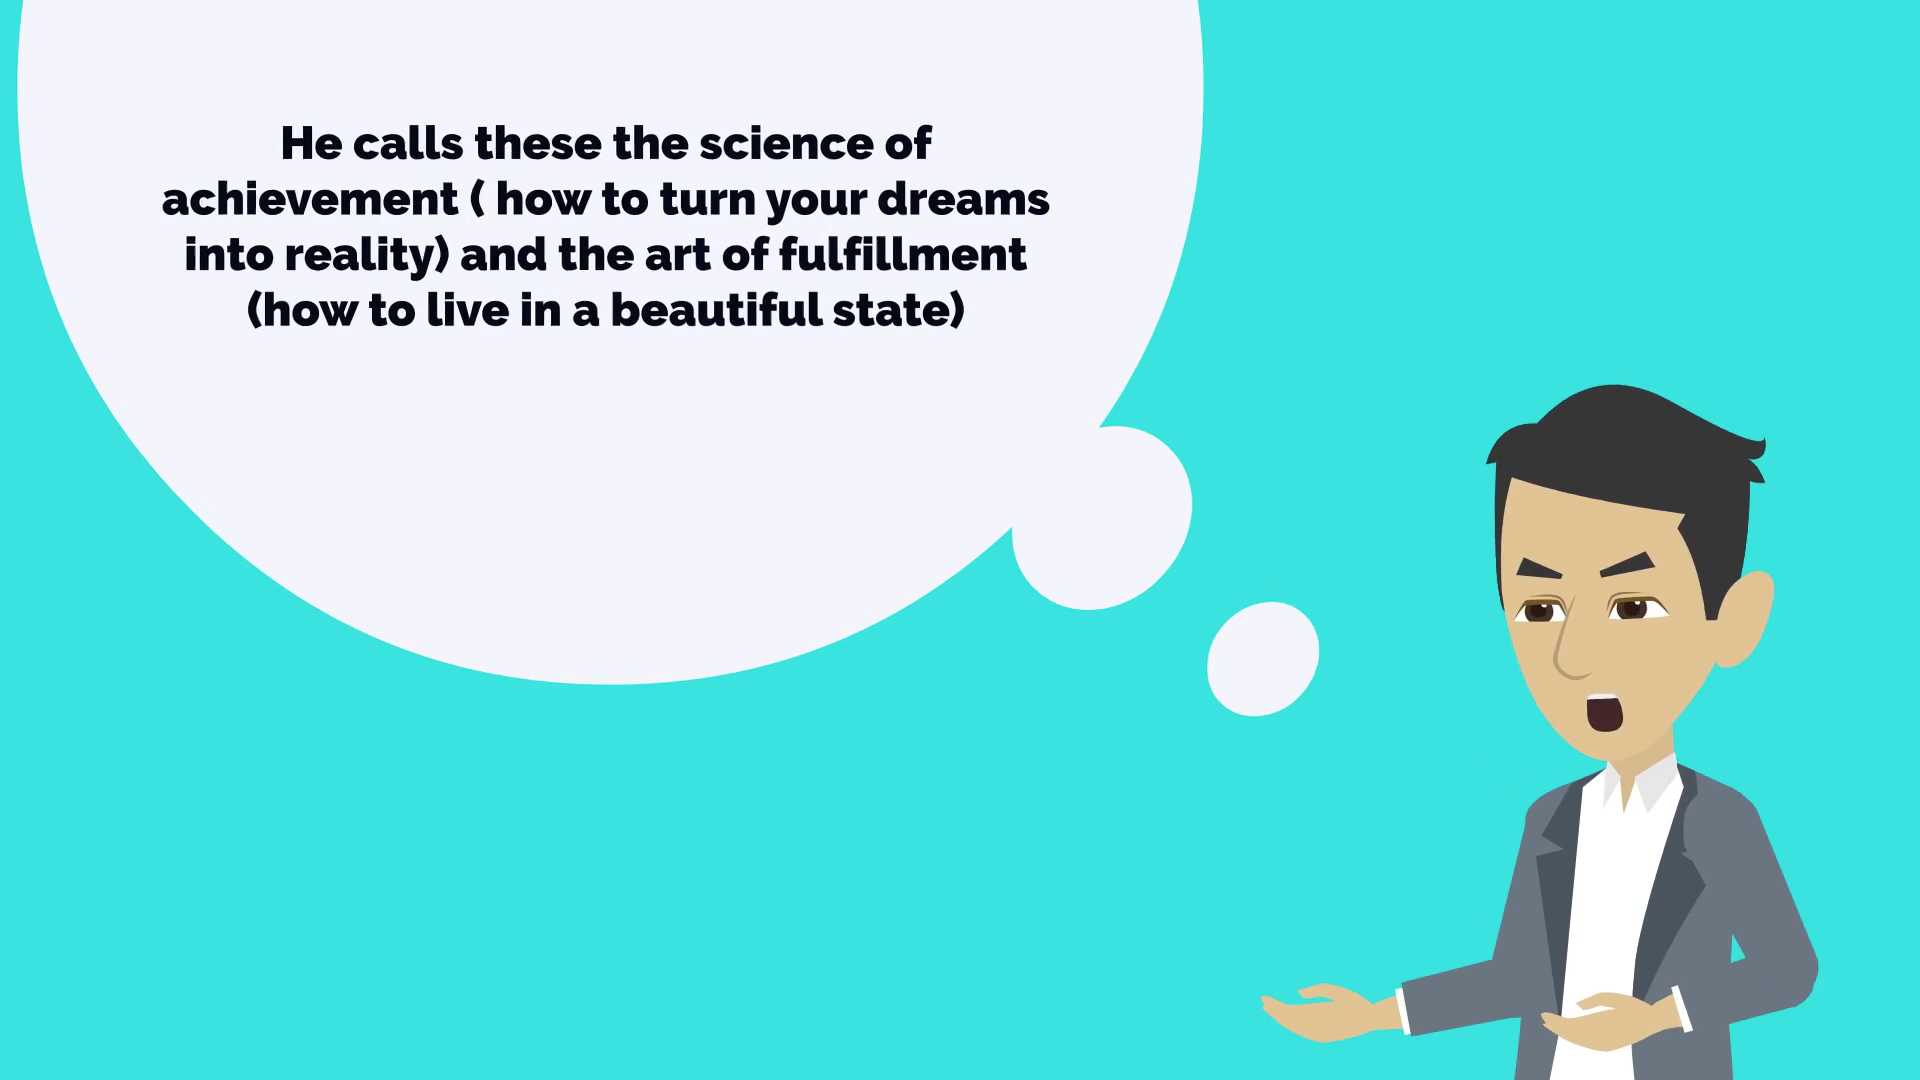 He calls these the science of
achievement ( how to turn your dreams
into reality) and the art of fulfillment
(how to live in a beautiful state)